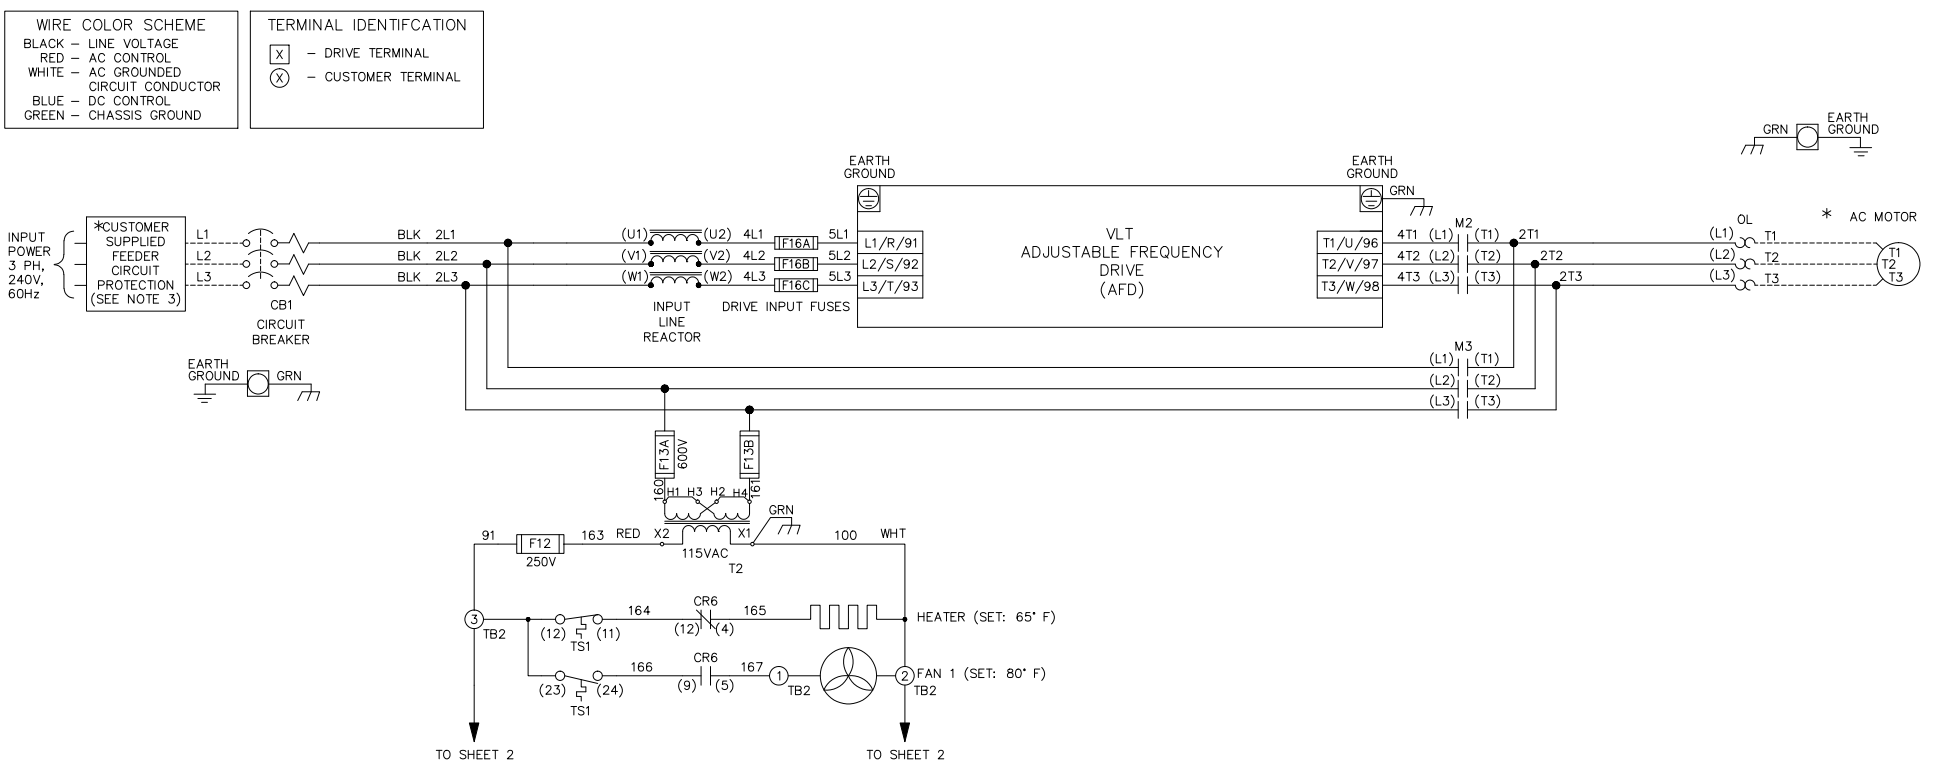 WIRE COLOR SCHEME
BLACK – LINE VOLTAGE
RED – AC CONTROL
WHITE – AC GROUNDED
CIRCUIT CONDUCTOR
BLUE – DC CONTROL
GREEN – CHASSIS GROUND
TERMINAL IDENTIFCATION
X – DRIVE TERMINAL
X – CUSTOMER TERMINAL
GRN
EARTH
GROUND
INPUT
POWER
3 PH,
240V,
60Hz
*CUSTOMER
SUPPLIED
FEEDER
CIRCUIT
PROTECTION
(SEE NOTE 3)
L1
L2
L3
CB1
CIRCUIT
BREAKER
BLK 2L1
BLK 2L2
BLK 2L3
(U1) (U2) 4L1 F16A 5L1
(V1) (V2) 4L2 F16B 5L2
(W1) (W2) 4L3 F16C 5L3
INPUT
LINE
REACTOR
DRIVE INPUT FUSES
EARTH
GROUND
L1/R/91
L2/S/92
L3/T/93
VLT
ADJUSTABLE FREQUENCY
DRIVE
(AFD)
EARTH
GROUND
GRN
T1/U/96
T2/V/97
T3/W/98
M2
4T1 (L1) (T1) 2T1
4T2 (L2) (T2) 2T2
4T3 (L3) (T3) 2T3
OL
(L1) T1
(L2) T2
(L3) T3
* AC MOTOR
T1
T2
T3
EARTH
GROUND
GRN
M3
(L1) (T1)
(L2) (T2)
(L3) (T3)
F13A
600V
F13B
160
161
H1 H3 H2 H4
GRN
91 F12 163 RED X2 X1 100 WHT
250V
115VAC
T2
3
TB2
(12) (11)
TS1
164
CR6
(12) (4)
165
HEATER (SET: 65° F)
(23) (24)
TS1
166
CR6
(9) (5)
167
1
TB2
2
TB2
FAN 1 (SET: 80° F)
TO SHEET 2
TO SHEET 2